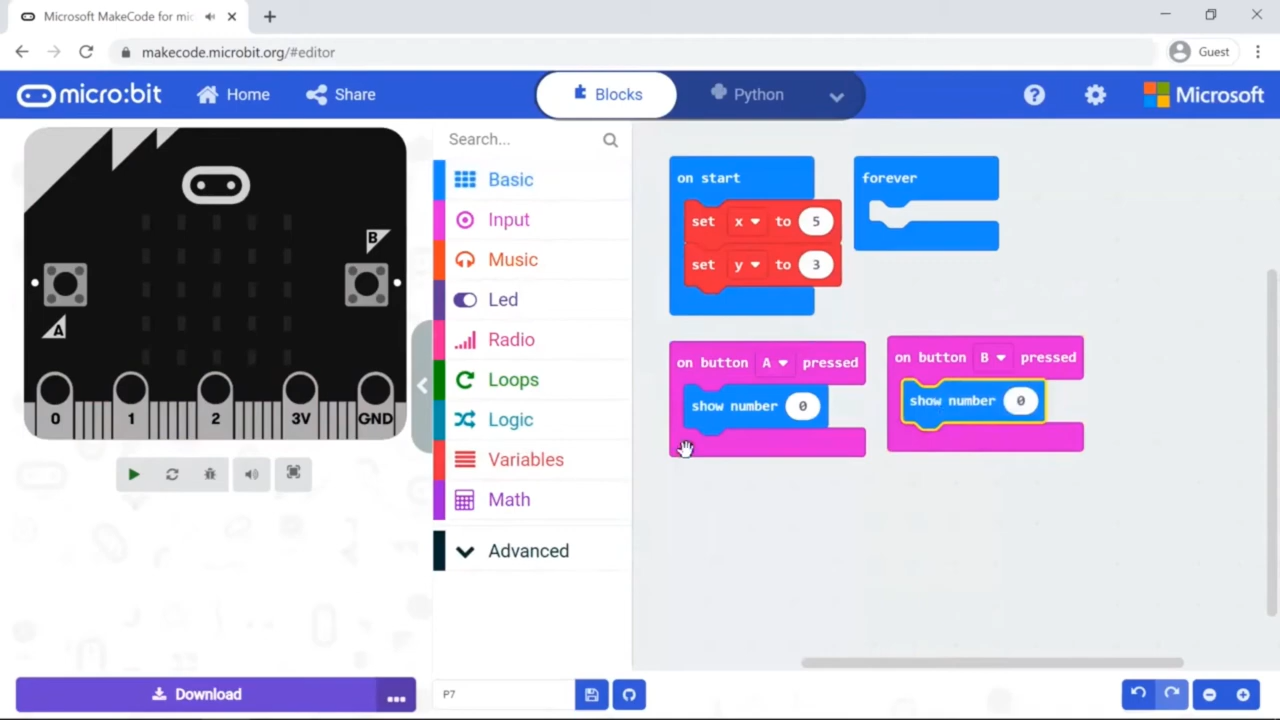 Microsoft MakeCode for mic
makecode.microbit.org/#editor
Guest
micro:bit
Home
Share
Blocks
Python
Microsoft
Search...
Basic
Input
Music
Led
Radio
Loops
Logic
Variables
Math
Advanced
on start
set x to 5
set y to 3
forever
on button A pressed
show number 0
on button B pressed
show number 0
B
A
0 1 2 3V GND
Download
P7